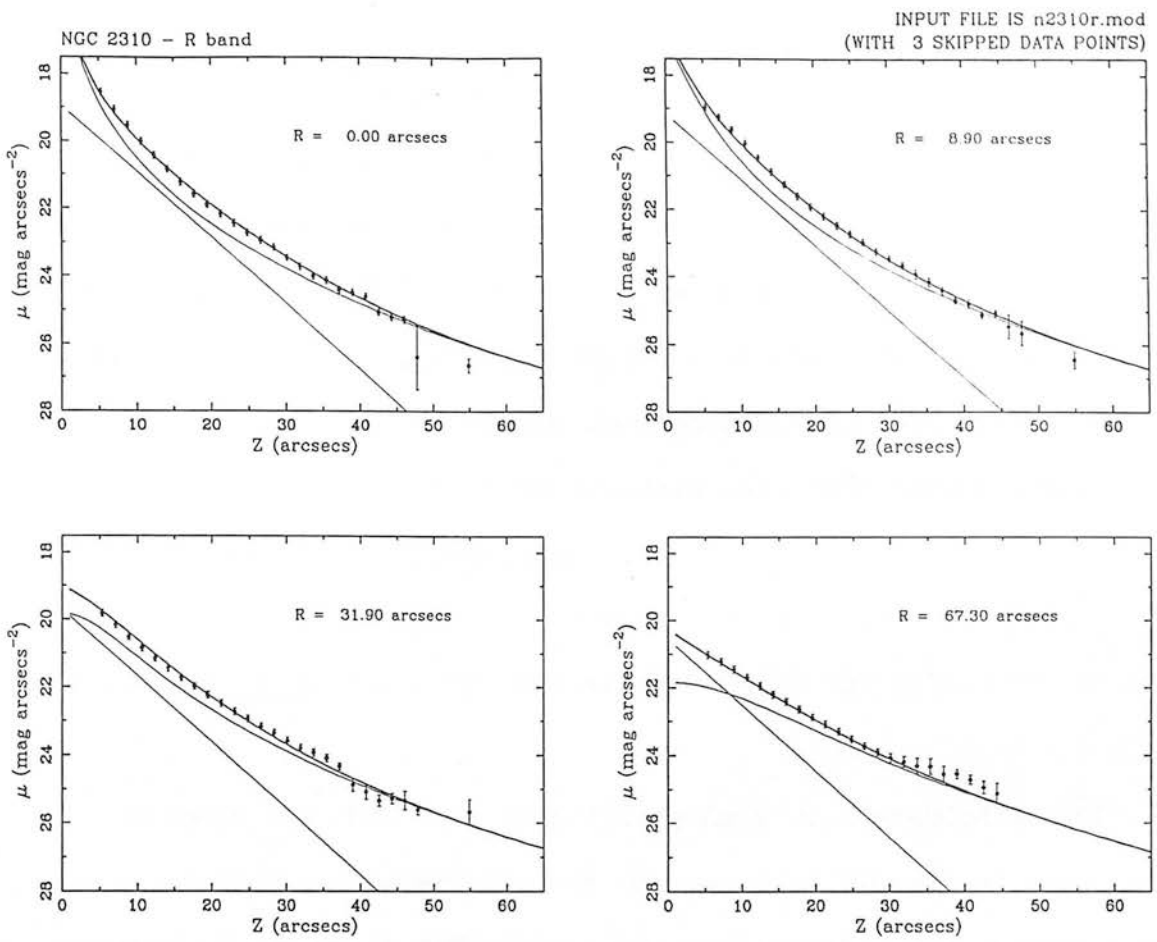 NGC 2310 – R band
INPUT FILE IS n2310r.mod
(WITH 3 SKIPPED DATA POINTS)
R = 0.00 arcsecs
μ (mag arcsecs⁻²)
18
20
22
24
26
28
0 10 20 30 40 50 60
Z (arcsecs)
R = 8.90 arcsecs
μ (mag arcsecs⁻²)
18
20
22
24
26
28
0 10 20 30 40 50 60
Z (arcsecs)
R = 31.90 arcsecs
μ (mag arcsecs⁻²)
18
20
22
24
26
28
0 10 20 30 40 50 60
Z (arcsecs)
R = 67.30 arcsecs
μ (mag arcsecs⁻²)
18
20
22
24
26
28
0 10 20 30 40 50 60
Z (arcsecs)